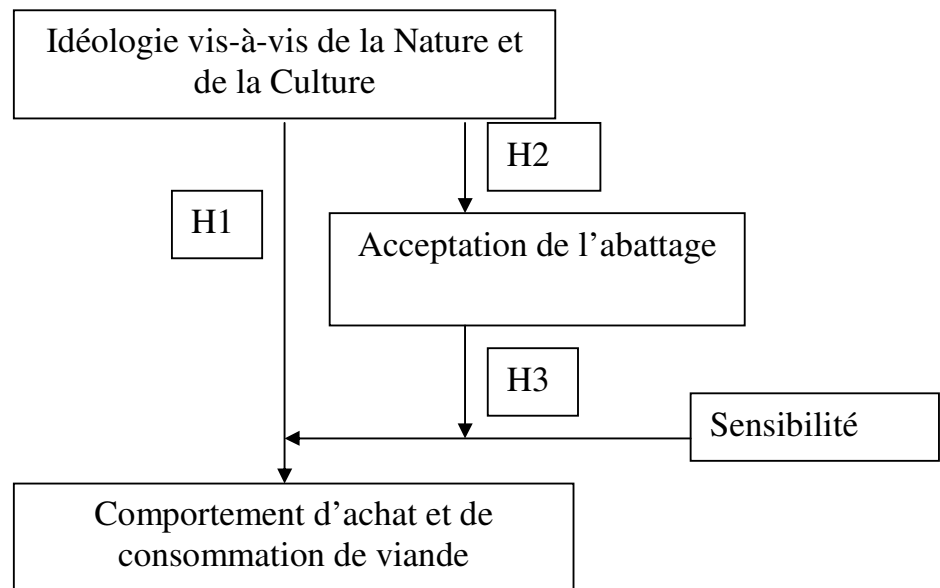 Idéologie vis-à-vis de la Nature et
de la Culture
H2
H1
Acceptation de l’abattage
H3
Sensibilité
Comportement d’achat et de
consommation de viande